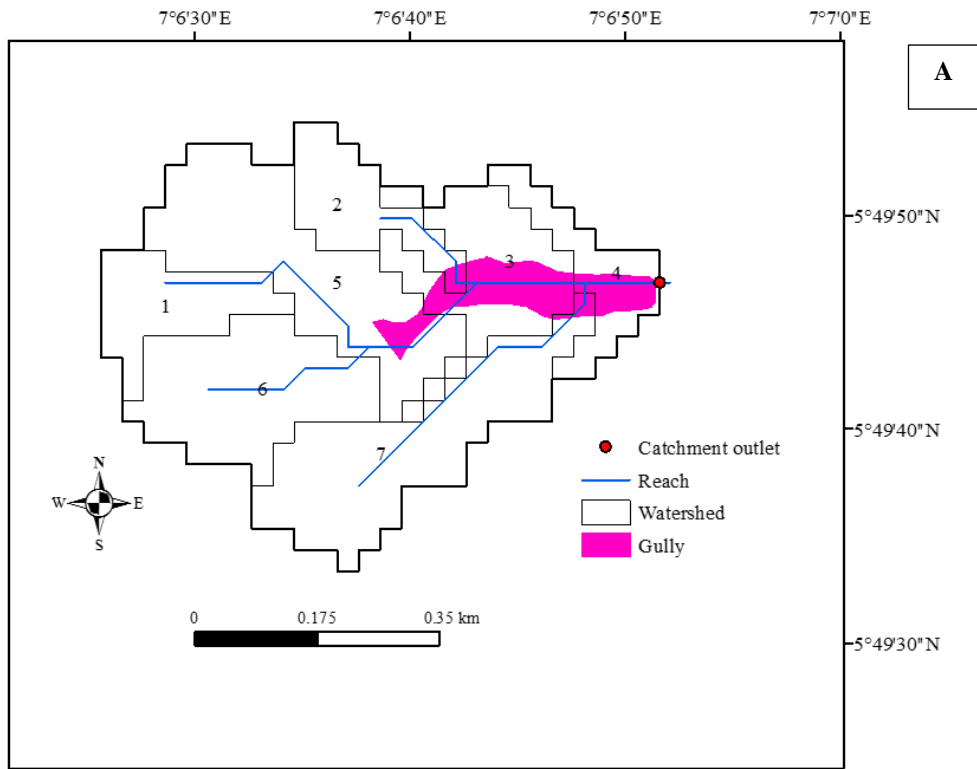 7°6'30"E 7°6'40"E 7°6'50"E 7°7'0"E
A
2
5°49'50"N
3
4
5
1
6
5°49'40"N
Catchment outlet
7
Reach
N
W E
Watershed
S
Gully
0 0.175 0.35 km
5°49'30"N